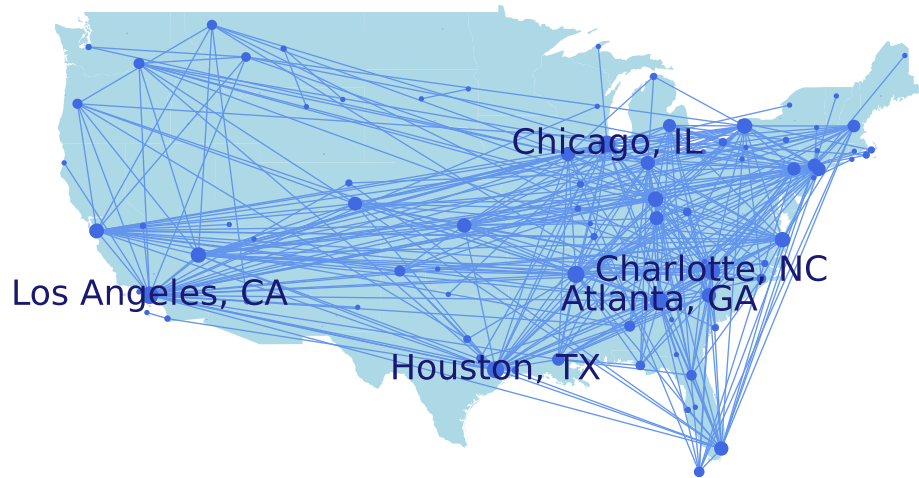 Chicago, IL
Charlotte, NC
Los Angeles, CA
Atlanta, GA
Houston, TX